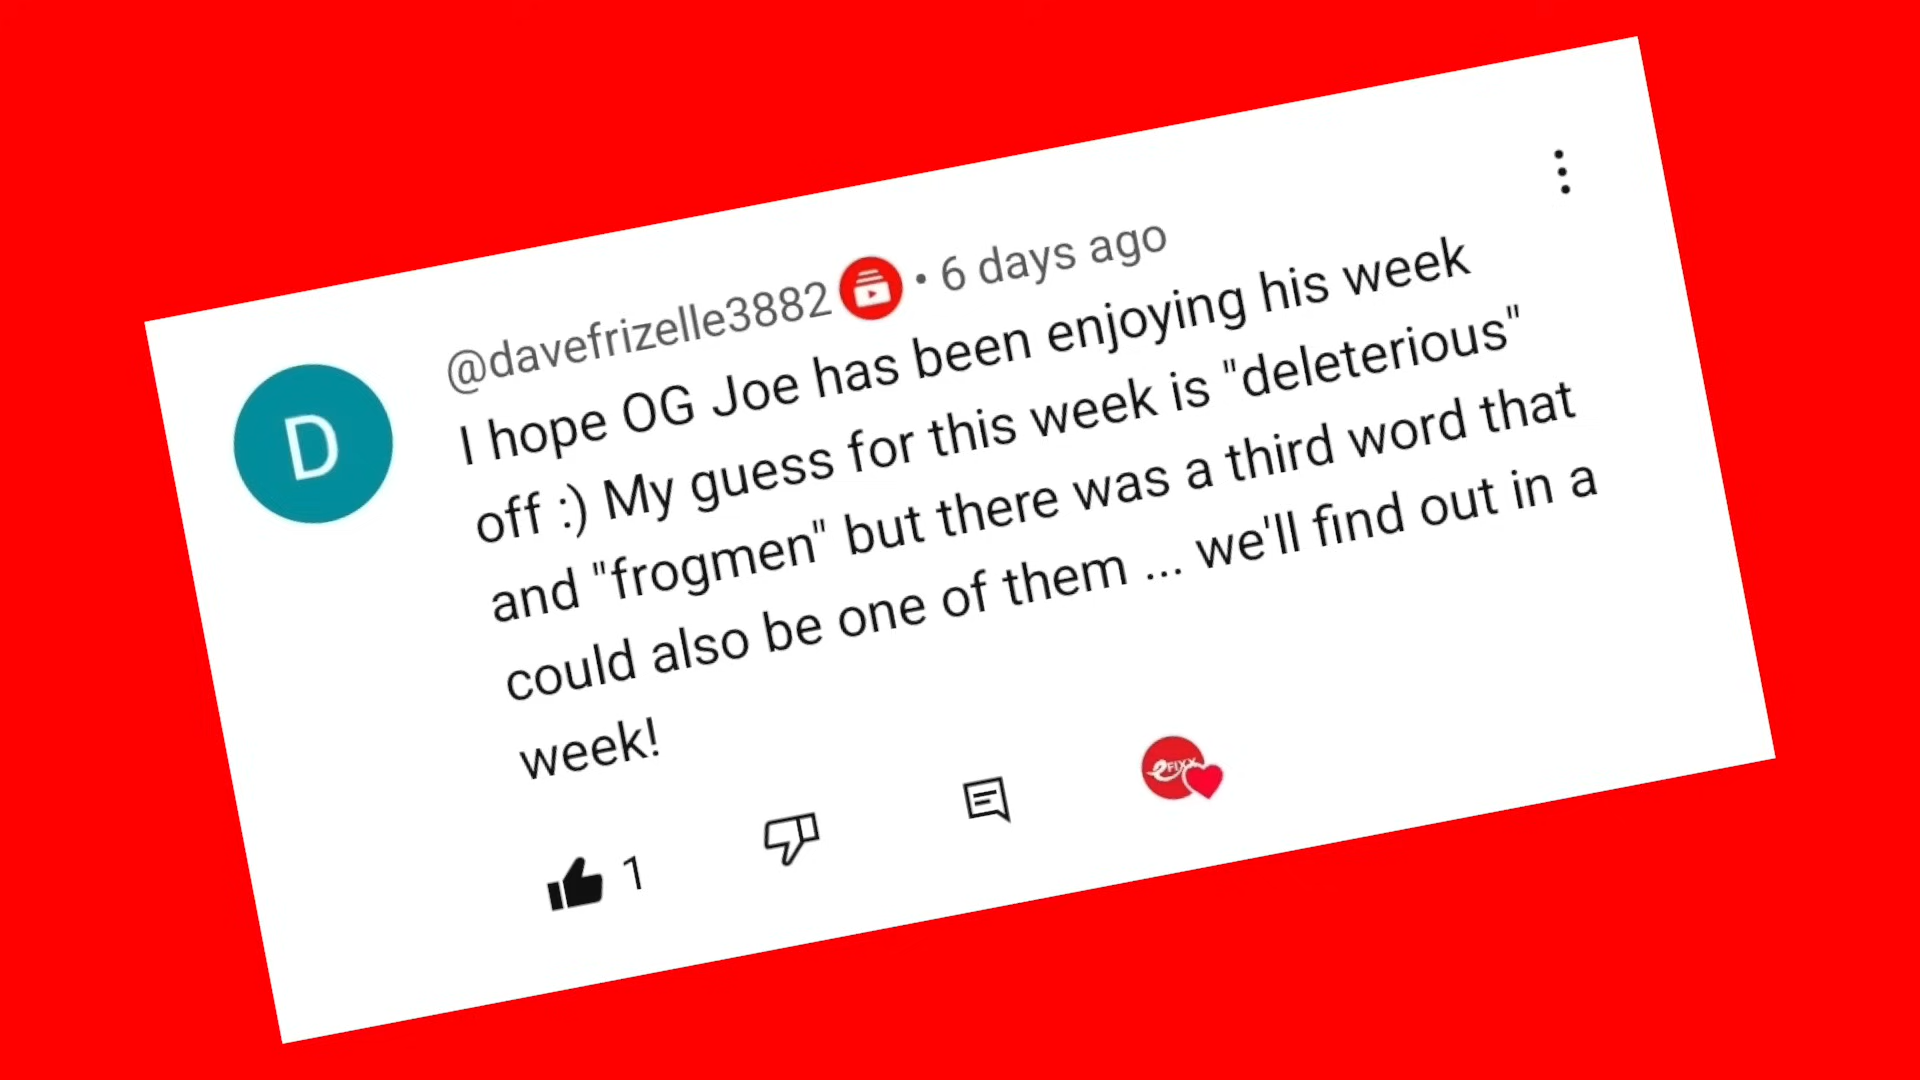 @davefrizelle3882 • 6 days ago
I hope OG Joe has been enjoying his week
off :) My guess for this week is "deleterious"
and "frogmen" but there was a third word that
could also be one of them ... we'll find out in a
week!
1
eFIXX
D